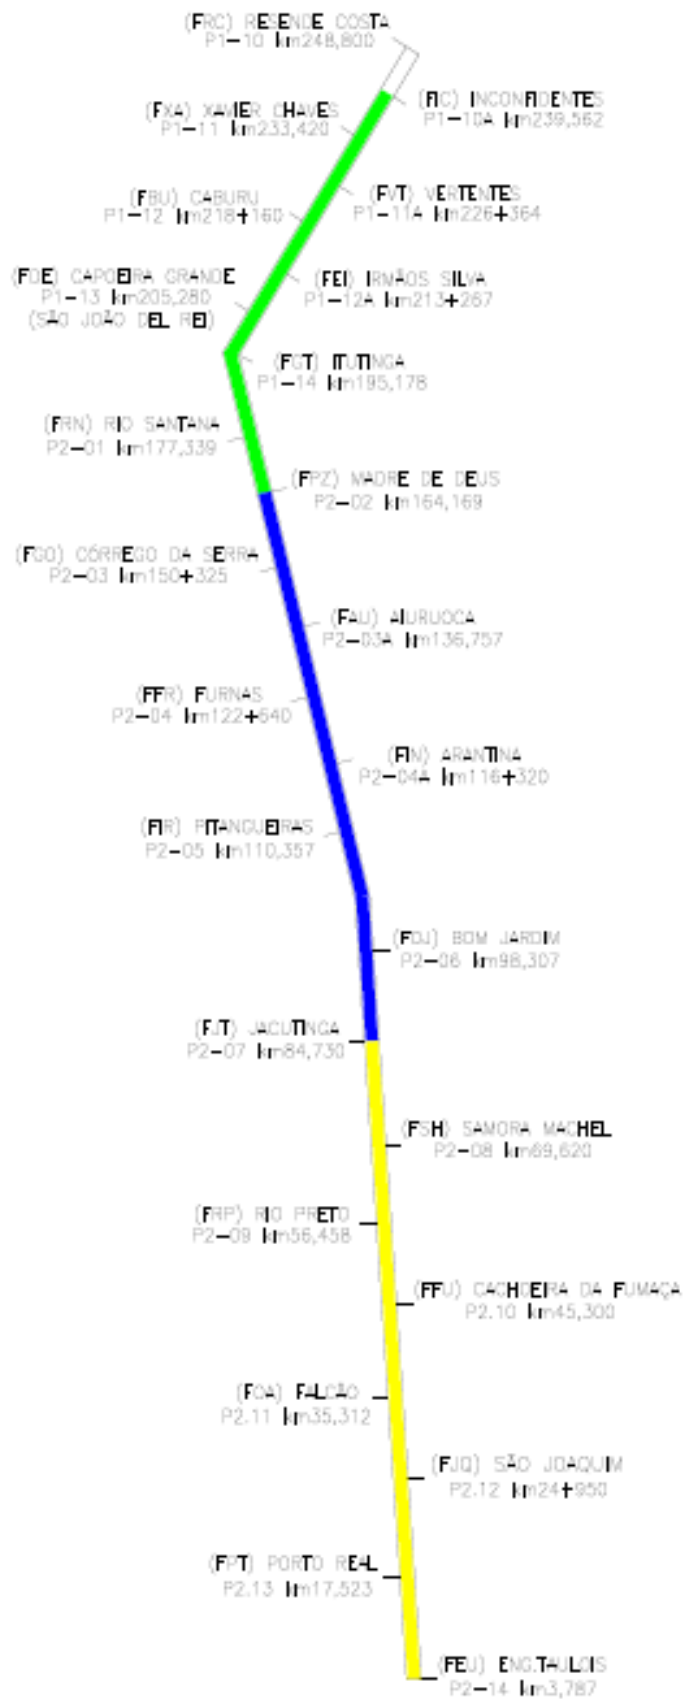 (FRC) RESENDE COSTA
P1-10 km248,800
(FIC) INCONFIDENTES
P1-10A km239,562
(FXA) XAVIER CHAVES
P1-11 km233,420
(FVT) VERTENTES
P1-11A km226+364
(FBU) CABURU
P1-12 km218+160
(FEI) IRMÃOS SILVA
P1-12A km213+267
CAPOEIRA GRANDE
P1-13 km205,280
(SÃO JOÃO DEL REI)
(FGT) ITUTINGA
P1-14 km195,178
(FRN) RIO SANTANA
P2-01 km177,339
(FPZ) MADRE DE DEUS
P2-02 km164,169
(FGO) CÓRREGO DA SERRA
P2-03 km150+325
(FAU) AIURUOCA
P2-03A km136,757
(FFR) FURNAS
P2-04 km122+640
(FIN) ARANTINA
P2-04A km116+320
(FIR) PITANGUEIRAS
P2-05 km110,357
BOM JARDIM
P2-06 km98,307
(FJT) JACUTINGA
P2-07 km84,730
(FSH) SAMORA MACHEL
P2-08 km69,620
(FRP) RIO PRETO
P2-09 km56,458
(FFU) CACHOEIRA DA FUMAÇA
P2.10 km45,300
FALCÃO
P2.11 km35,312
(FJQ) SÃO JOAQUIM
P2.12 km24+950
(FPT) PORTO REAL
P2.13 km17,523
(FEU) ENG.TAULOIS
P2-14 km3,787